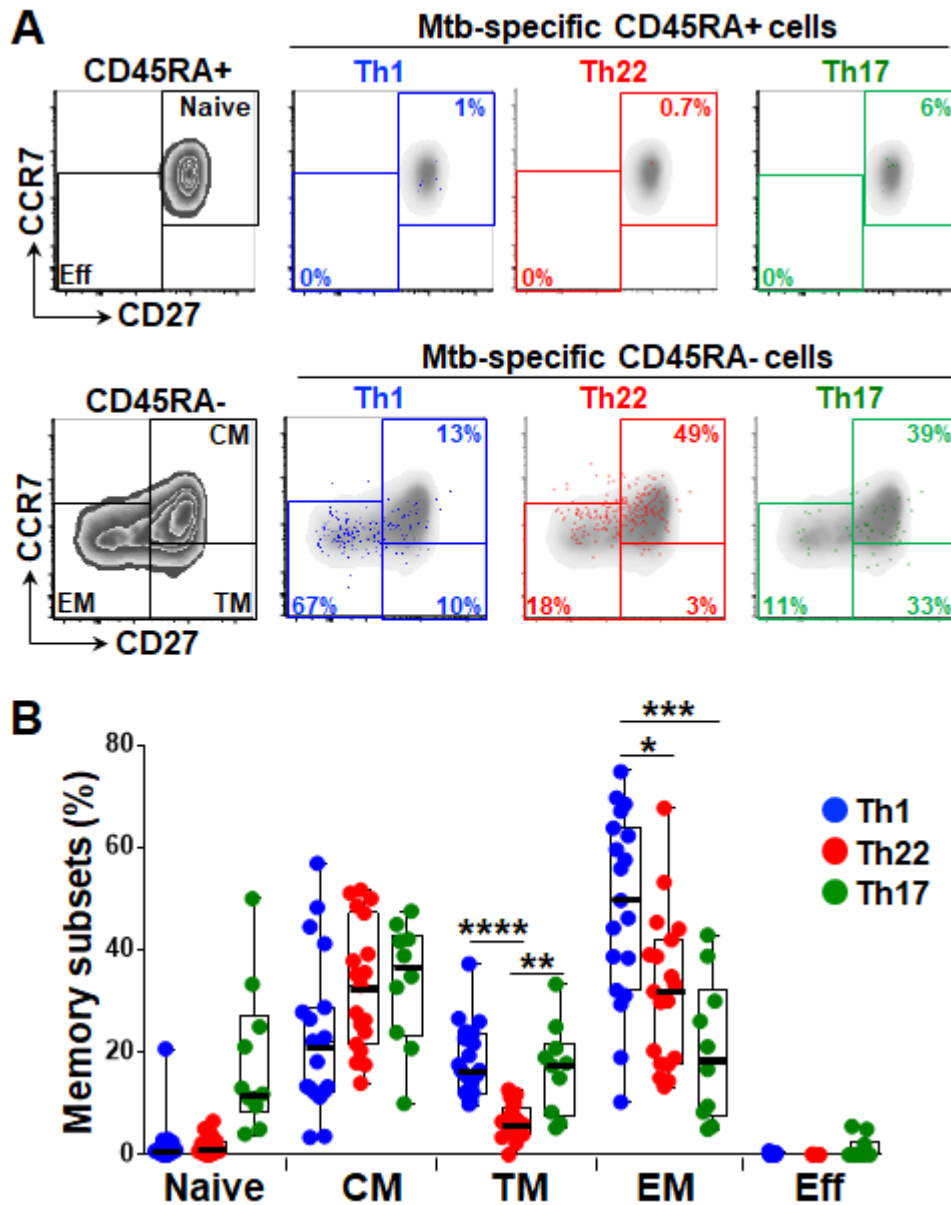 A
Mtb-specific CD45RA+ cells
CD45RA+ Th1 Th22 Th17
Naive 1% 0.7% 6%
CCR7
Eff 0% 0% 0%
CD27
Mtb-specific CD45RA- cells
CD45RA- Th1 Th22 Th17
CM 13% 49% 39%
CCR7
EM TM 67% 10% 18% 3% 11% 33%
CD27
B
Memory subsets (%)
80
60
40
20
0
***
*
****
**
Th1
Th22
Th17
Naive CM TM EM Eff